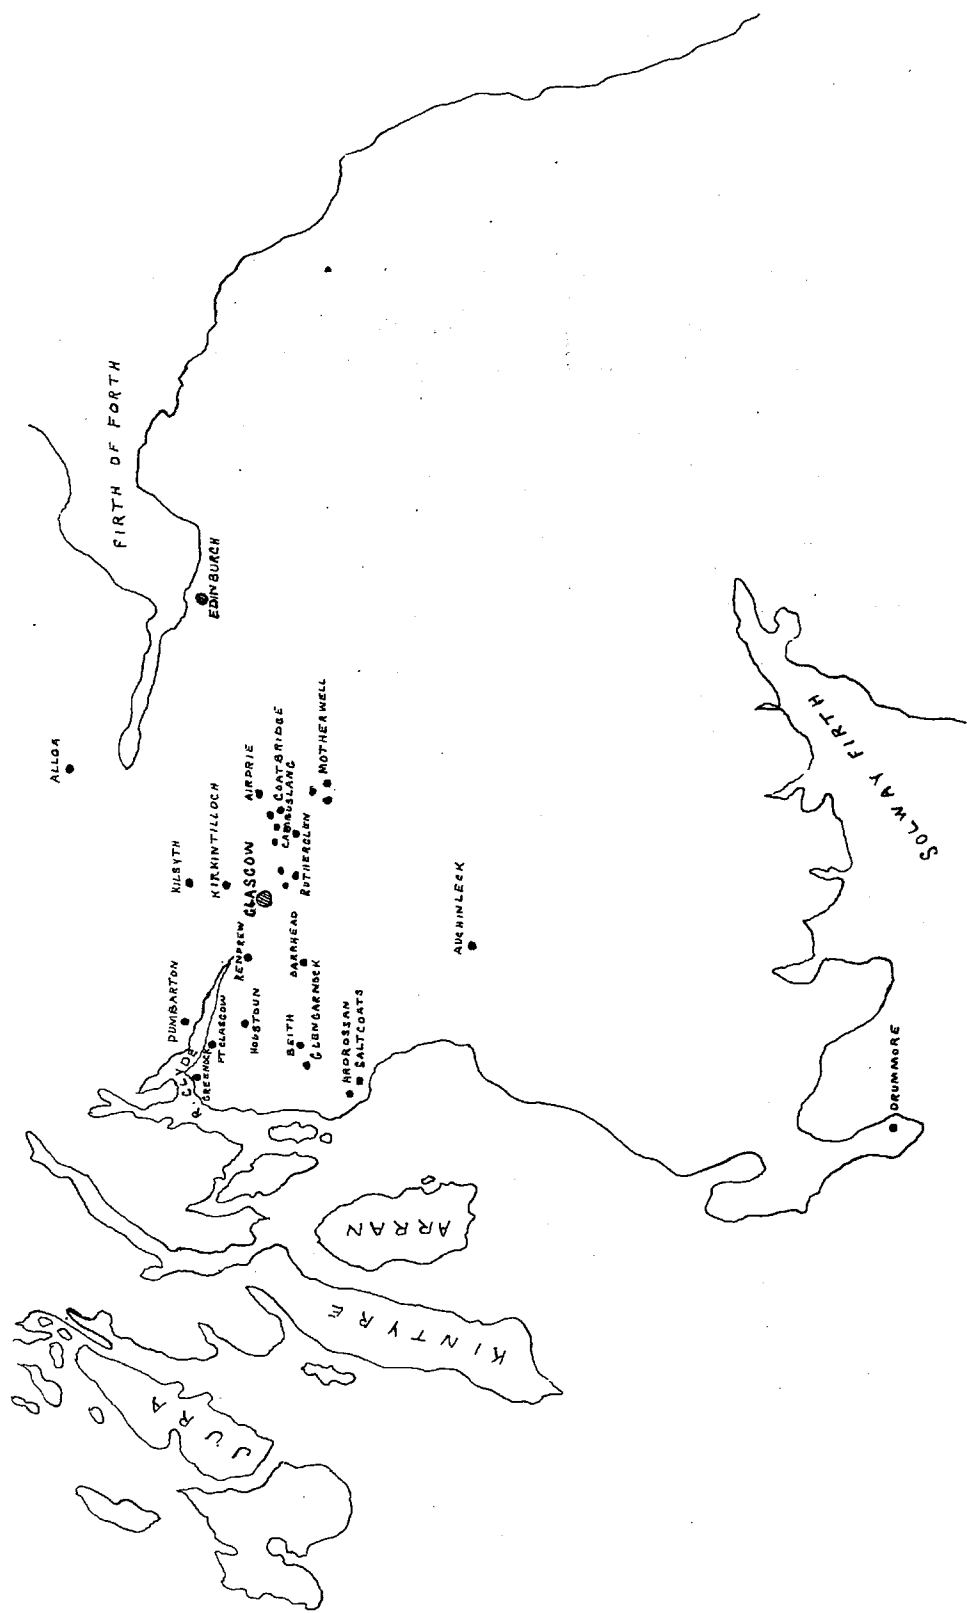 FIRTH OF FORTH
EDINBURGH
ALLOA
KILSYTH
KIRKINTILLOCH
AIRDRIE
COATBRIDGE
CAMBUSLANG
MOTHERWELL
GLASGOW
RUTHERGLEN
RENFREW
BARRHEAD
DUMBARTON
R. CLYDE
GREENOCK
PT GLASGOW
HOUSTOUN
BEITH
GLENGARNOCK
ARDROSSAN
SALTCOATS
AUCHINLECK
SOLWAY FIRTH
DRUMMORE
ARRAN
KINTYRE
JURA